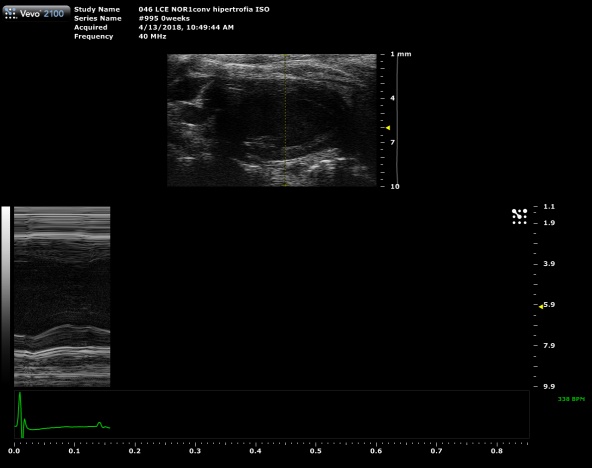 Vevo 2100
Study Name 046 LCE NOR1conv hipertrofia ISO
Series Name #995 0weeks
Acquired 4/13/2018, 10:49:44 AM
Frequency 40 MHz
1 mm
4
7
10
1.1
1.9
3.9
5.9
7.9
9.9
338 BPM
0.0 0.1 0.2 0.3 0.4 0.5 0.6 0.7 0.8